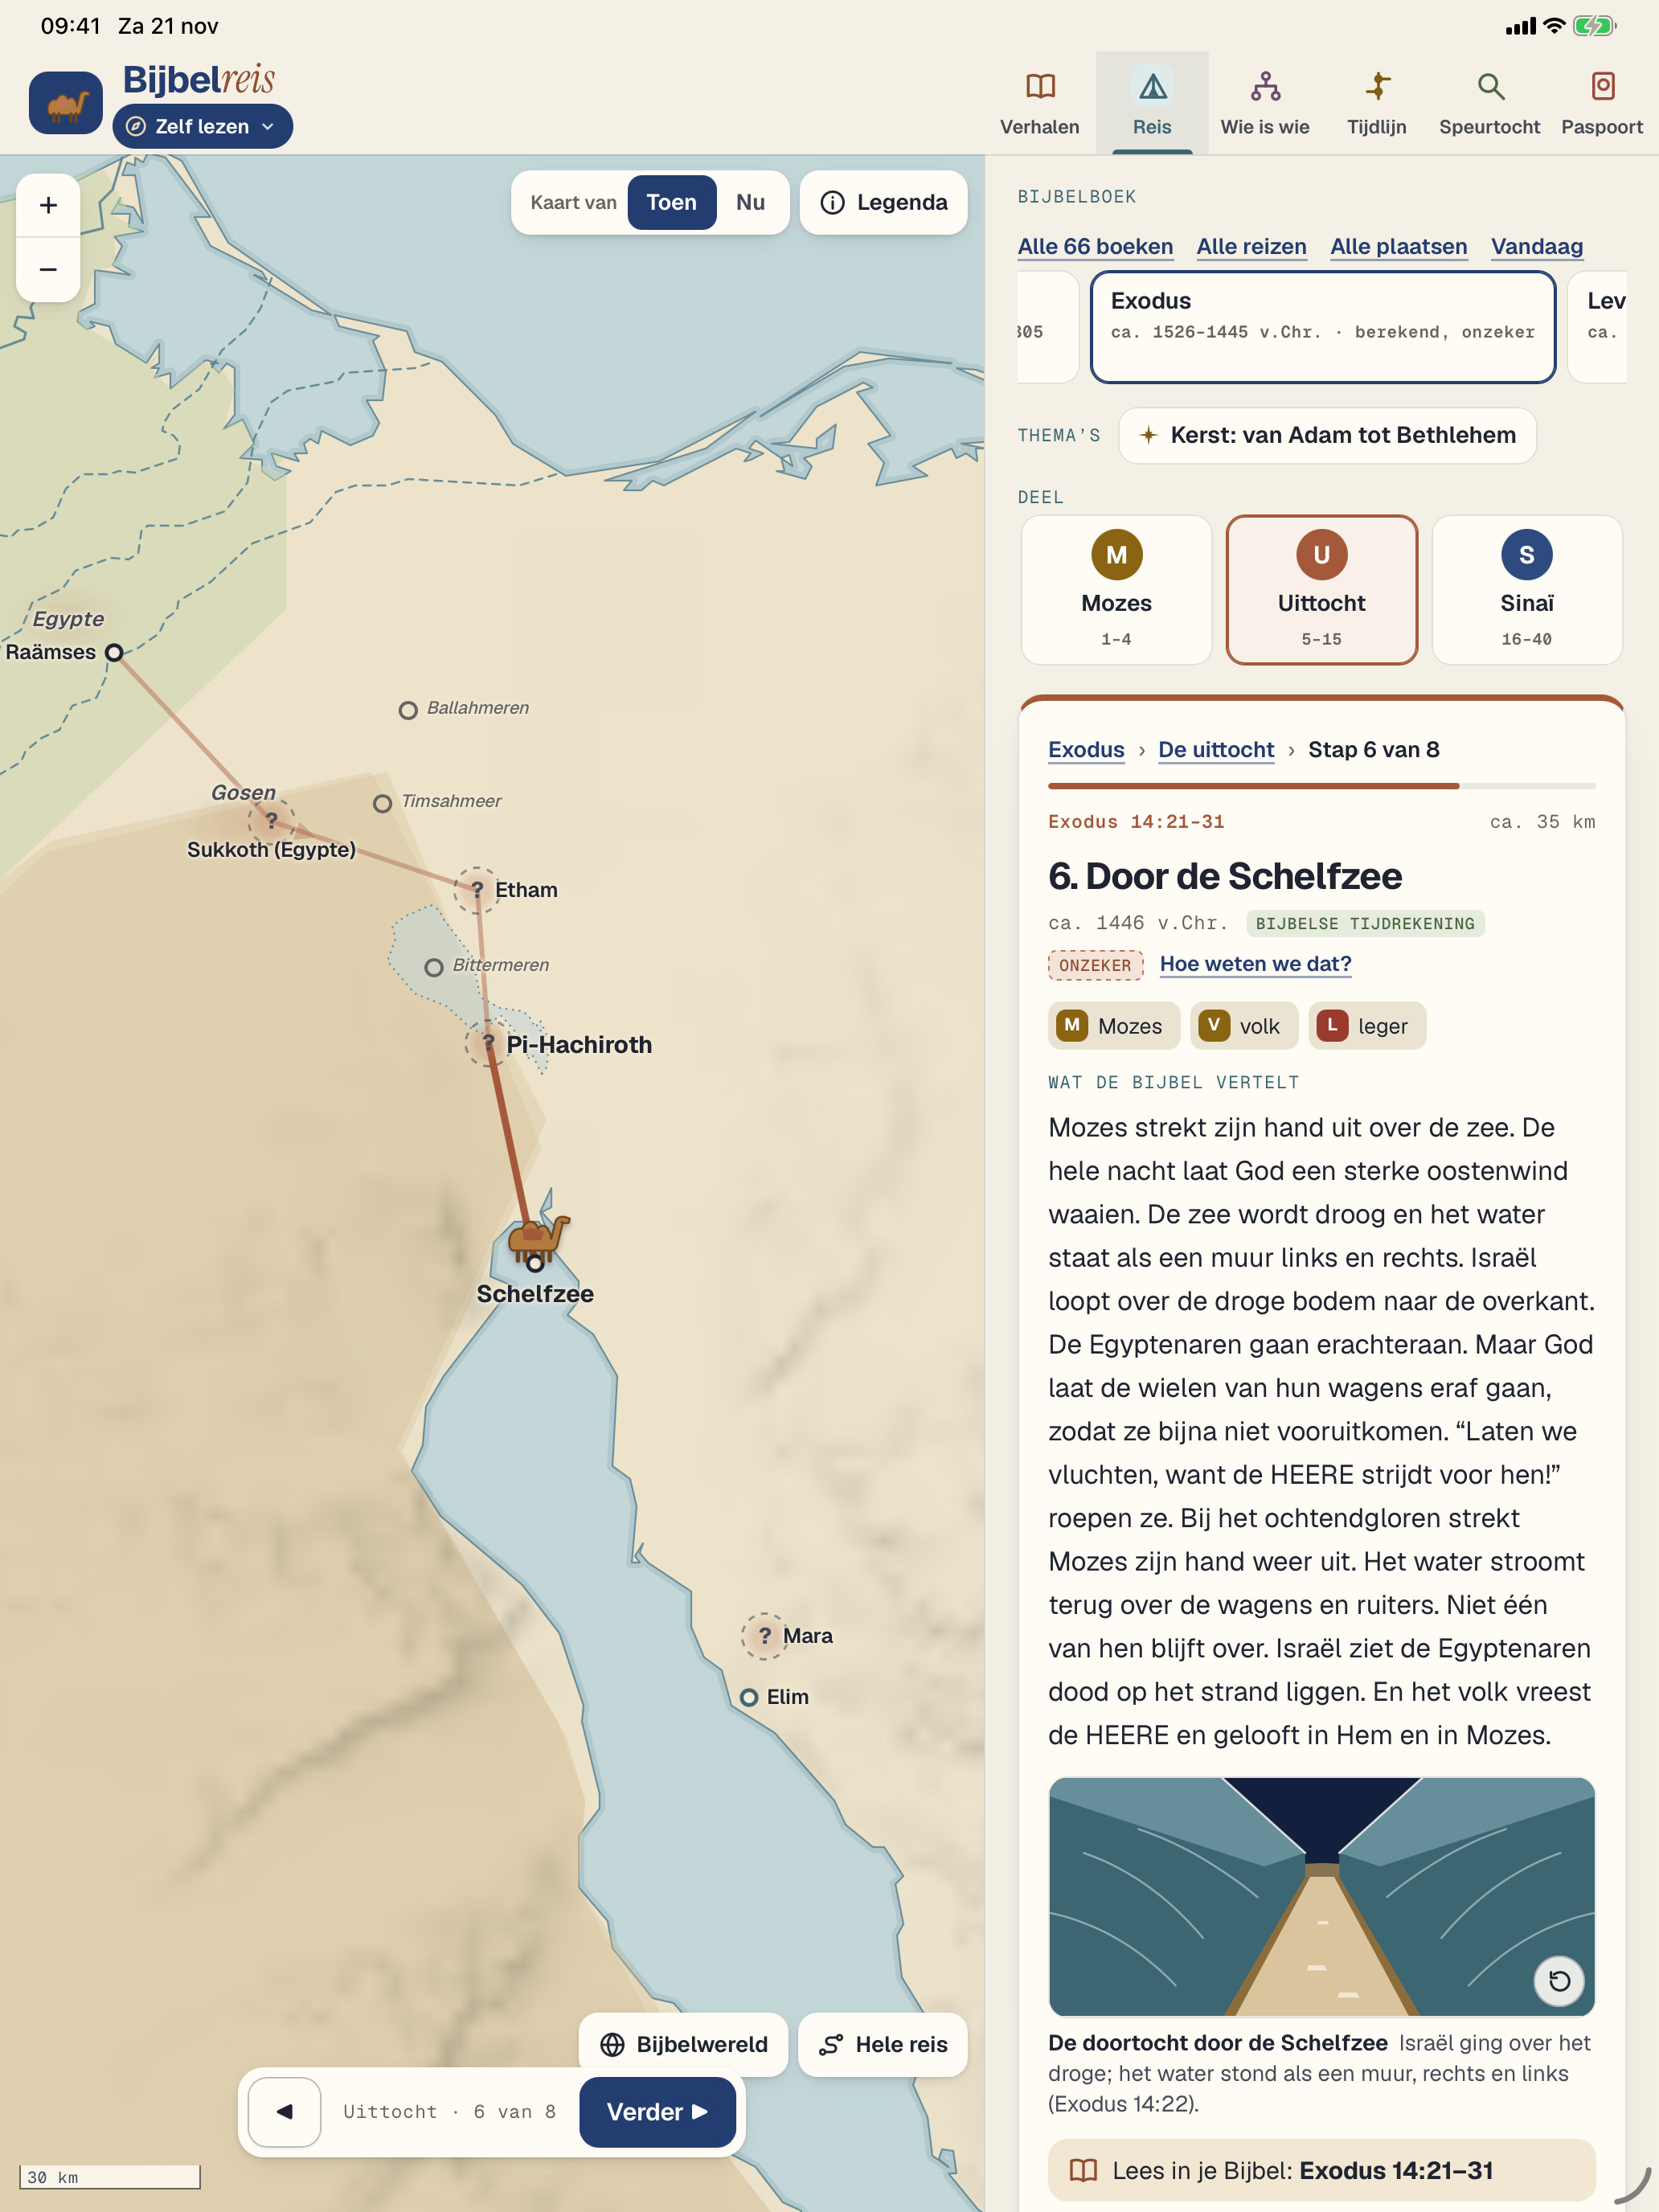 09:41 Za 21 nov
Bijbelreis
Zelf lezen
Verhalen
Reis
Wie is wie
Tijdlijn
Speurtocht
Paspoort
+
−
Kaart van Toen Nu
Legenda
Egypte
Raämses
Ballahmeren
Gosen
Timsahmeer
?
Sukkoth (Egypte)
? Etham
Bittermeren
? Pi-Hachiroth
Schelfzee
? Mara
Elim
Bijbelwereld
Hele reis
Uittocht · 6 van 8
Verder
30 km
BIJBELBOEK
Alle 66 boeken Alle reizen Alle plaatsen Vandaag
305
Exodus
ca. 1526–1445 v.Chr. · berekend, onzeker
Lev
ca.
THEMA’S
Kerst: van Adam tot Bethlehem
DEEL
M
Mozes
1–4
U
Uittocht
5–15
S
Sinaï
16–40
Exodus › De uittocht › Stap 6 van 8
Exodus 14:21–31 ca. 35 km
6. Door de Schelfzee
ca. 1446 v.Chr. BIJBELSE TIJDREKENING
ONZEKER Hoe weten we dat?
M Mozes V volk L leger
WAT DE BIJBEL VERTELT
Mozes strekt zijn hand uit over de zee. De
hele nacht laat God een sterke oostenwind
waaien. De zee wordt droog en het water
staat als een muur links en rechts. Israël
loopt over de droge bodem naar de overkant.
De Egyptenaren gaan erachteraan. Maar God
laat de wielen van hun wagens eraf gaan,
zodat ze bijna niet vooruitkomen. “Laten we
vluchten, want de HEERE strijdt voor hen!”
roepen ze. Bij het ochtendgloren strekt
Mozes zijn hand weer uit. Het water stroomt
terug over de wagens en ruiters. Niet één
van hen blijft over. Israël ziet de Egyptenaren
dood op het strand liggen. En het volk vreest
de HEERE en gelooft in Hem en in Mozes.
De doortocht door de Schelfzee Israël ging over het
droge; het water stond als een muur, rechts en links
(Exodus 14:22).
Lees in je Bijbel: Exodus 14:21–31